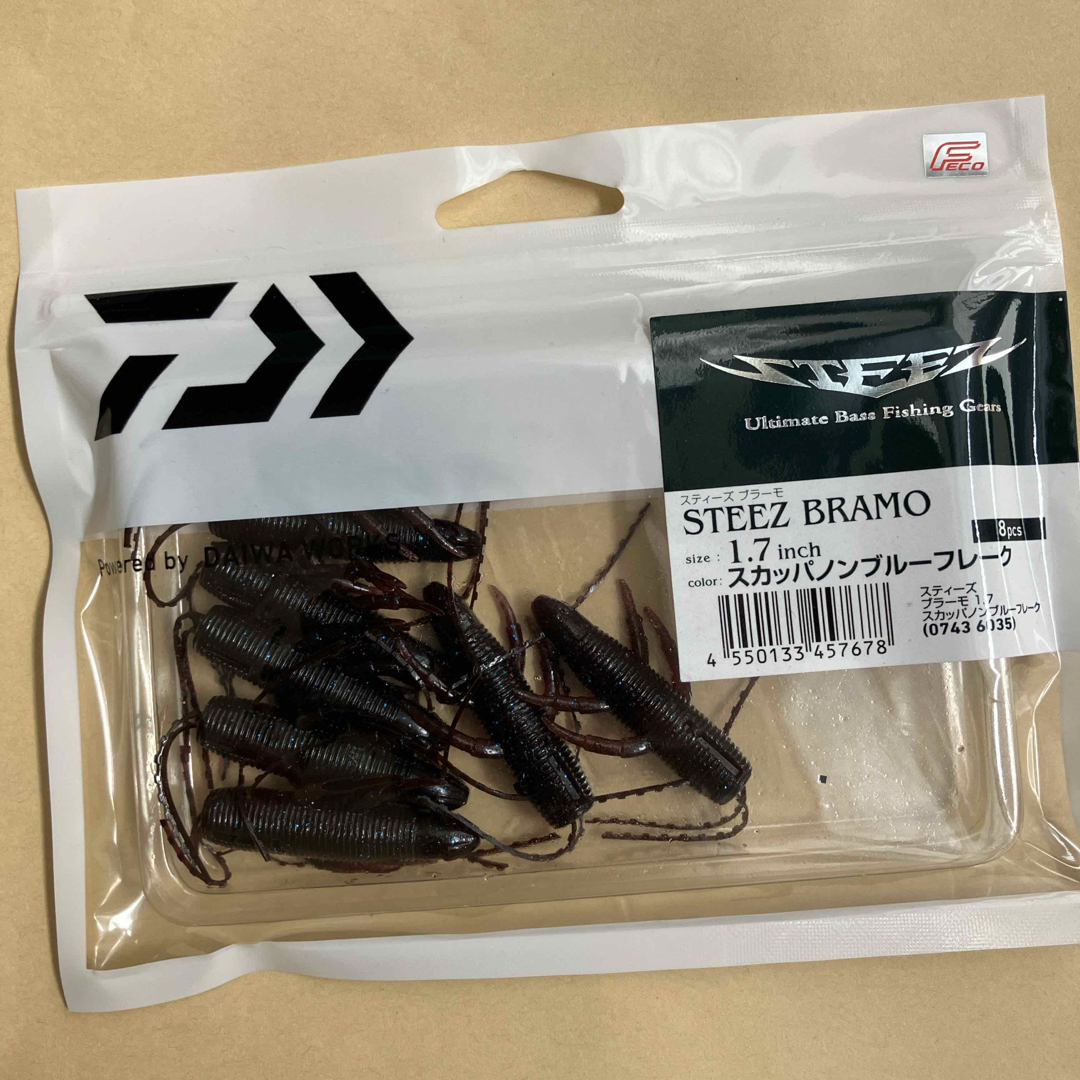 FECO
STEEZ
Ultimate Bass Fishing Gears
スティーズ ブラーモ
STEEZ BRAMO
8pcs
size : 1.7 inch
color: スカッパノンブルーフレーク
スティーズ
ブラーモ 1.7
スカッパノンブルーフレーク
(0743 6035)
4 550133 457678
Powered by DAIWA WORKS